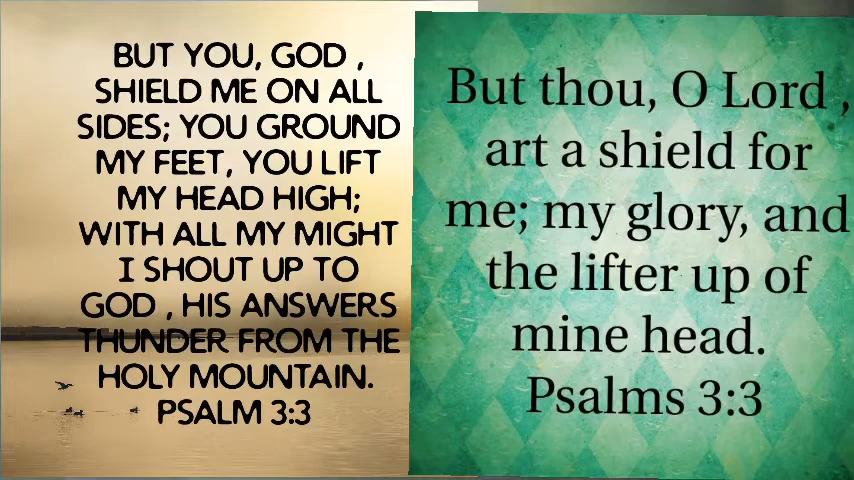 BUT YOU, GOD ,
SHIELD ME ON ALL
SIDES; YOU GROUND
MY FEET, YOU LIFT
MY HEAD HIGH;
WITH ALL MY MIGHT
I SHOUT UP TO
GOD , HIS ANSWERS
THUNDER FROM THE
HOLY MOUNTAIN.
PSALM 3:3
But thou, O Lord ,
art a shield for
me; my glory, and
the lifter up of
mine head.
Psalms 3:3